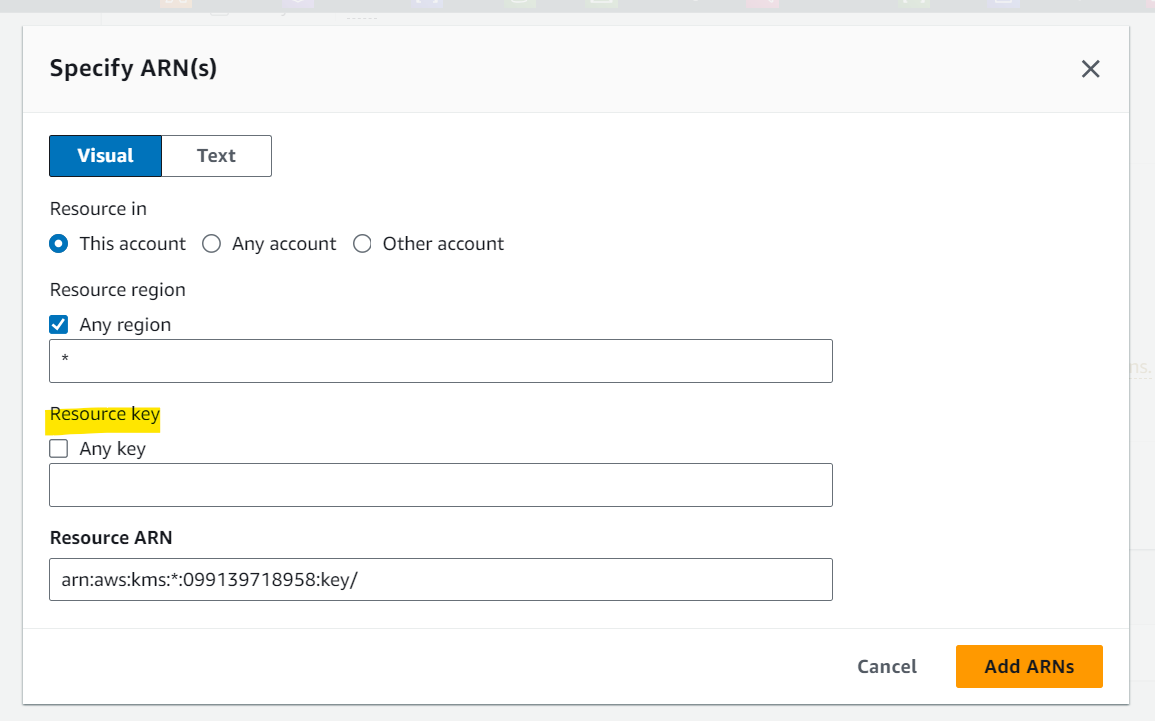 Specify ARN(s)
Visual Text
Resource in
This account Any account Other account
Resource region
Any region
*
Resource key
Any key
Resource ARN
arn:aws:kms:*:099139718958:key/
Cancel Add ARNs